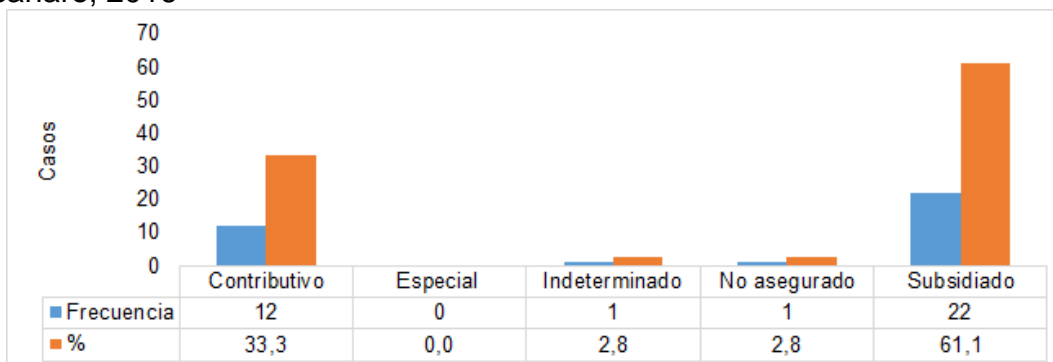 70
60
50
40
30
20
10
0
Casos
Contributivo Especial Indeterminado No asegurado Subsidiado
Frecuencia 12 0 1 1 22
% 33,3 0,0 2,8 2,8 61,1